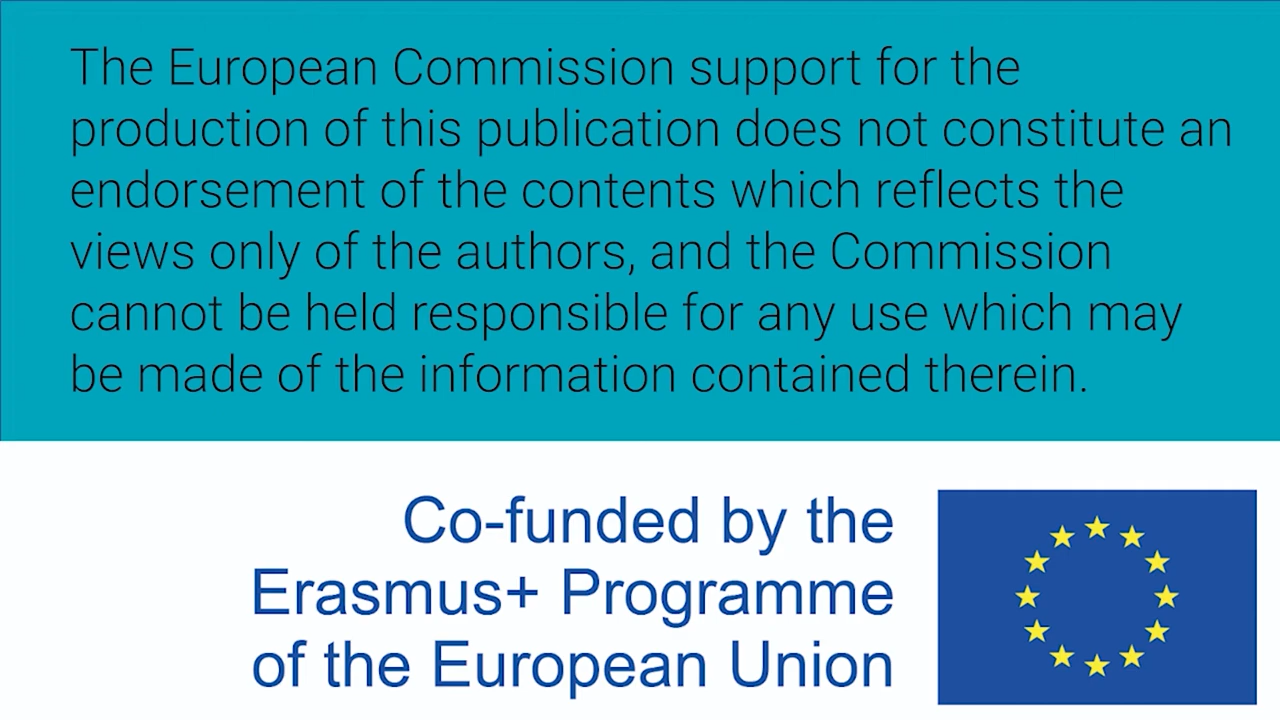 The European Commission support for the
production of this publication does not constitute an
endorsement of the contents which reflects the
views only of the authors, and the Commission
cannot be held responsible for any use which may
be made of the information contained therein.
Co-funded by the
Erasmus+ Programme
of the European Union